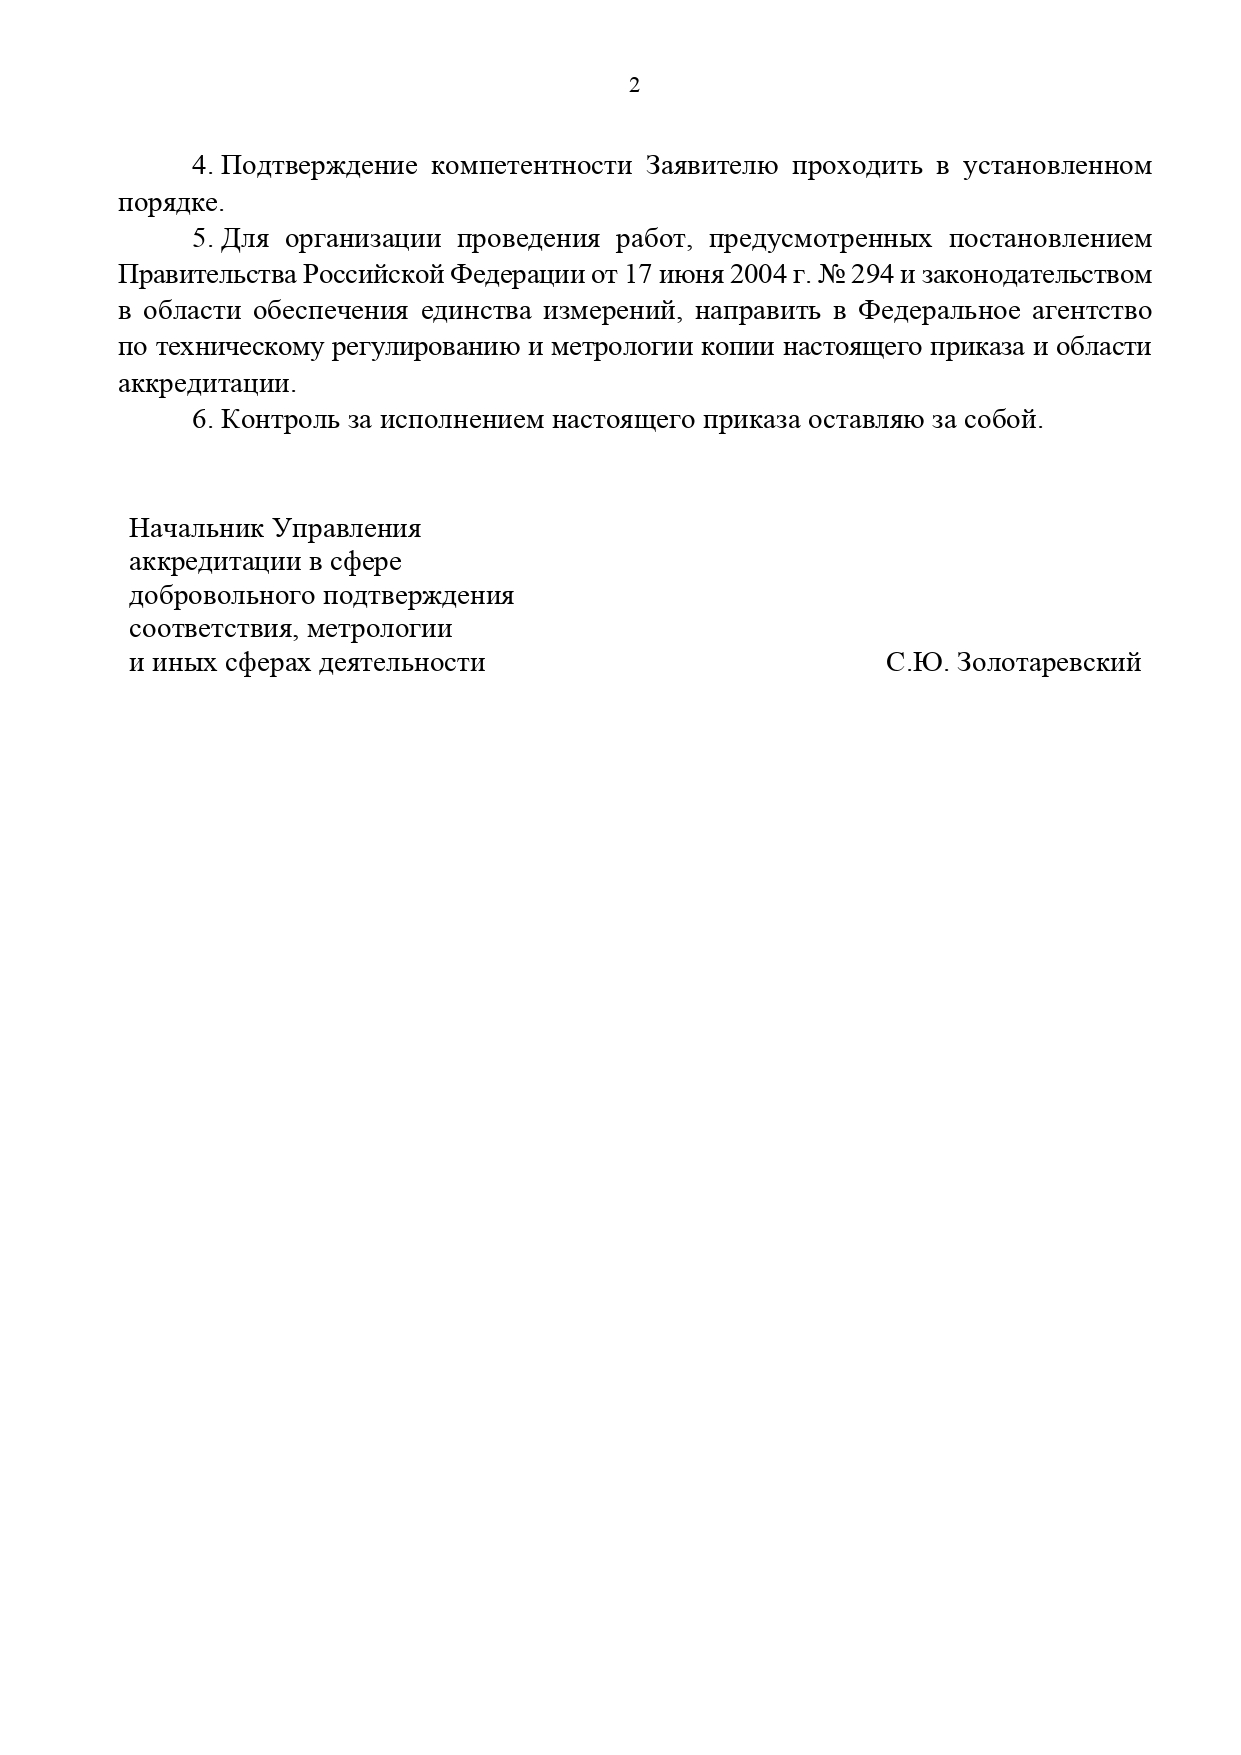 2
4. Подтверждение компетентности Заявителю проходить в установленном
порядке.
5. Для организации проведения работ, предусмотренных постановлением
Правительства Российской Федерации от 17 июня 2004 г. № 294 и законодательством
в области обеспечения единства измерений, направить в Федеральное агентство
по техническому регулированию и метрологии копии настоящего приказа и области
аккредитации.
6. Контроль за исполнением настоящего приказа оставляю за собой.
Начальник Управления
аккредитации в сфере
добровольного подтверждения
соответствия, метрологии
и иных сферах деятельности С.Ю. Золотаревский